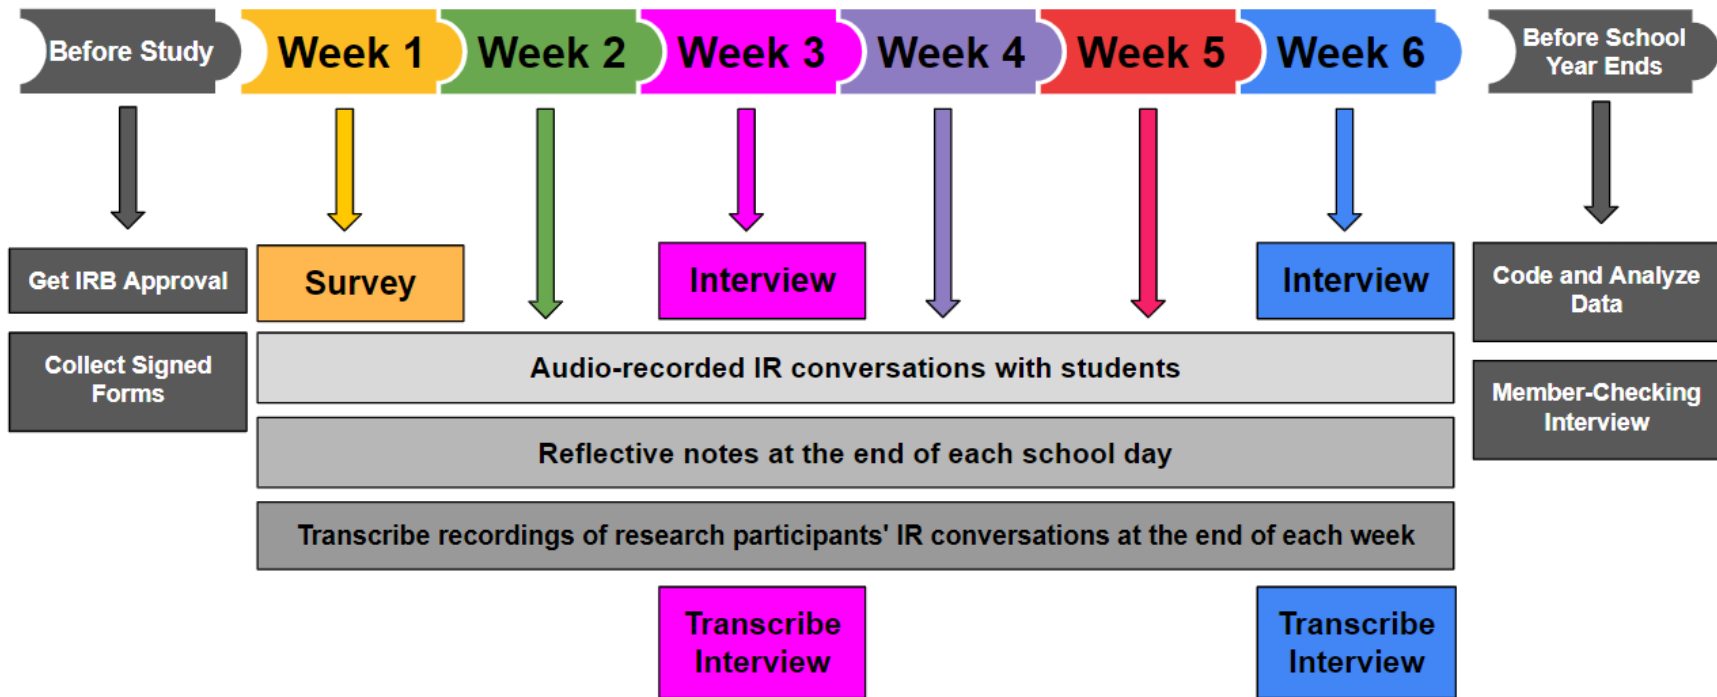 Before Study
Week 1
Week 2
Week 3
Week 4
Week 5
Week 6
Before School
Year Ends
Get IRB Approval
Survey
Interview
Interview
Code and Analyze
Data
Collect Signed
Forms
Audio-recorded IR conversations with students
Member-Checking
Interview
Reflective notes at the end of each school day
Transcribe recordings of research participants' IR conversations at the end of each week
Transcribe
Interview
Transcribe
Interview